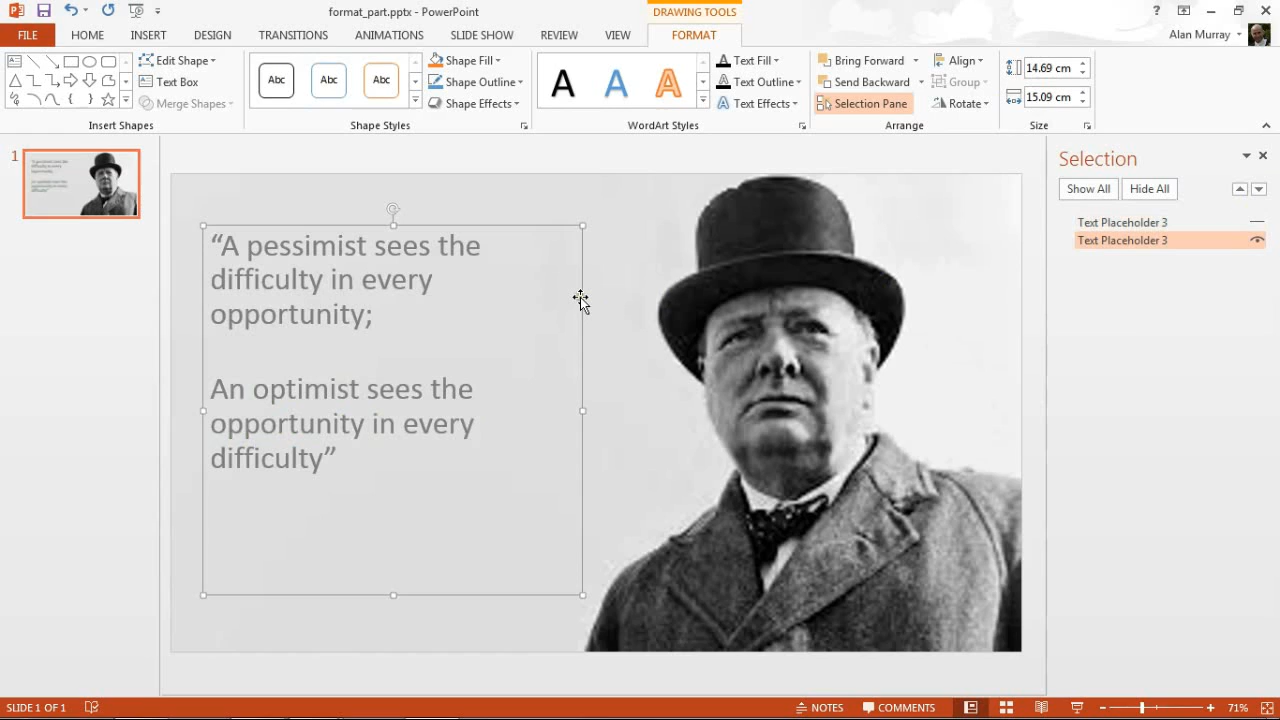 format_part.pptx - PowerPoint
DRAWING TOOLS
?
FILE
HOME
INSERT
DESIGN
TRANSITIONS
ANIMATIONS
SLIDE SHOW
REVIEW
VIEW
FORMAT
Alan Murray
Edit Shape
Text Box
Merge Shapes
Insert Shapes
Abc
Abc
Abc
Shape Fill
Shape Outline
Shape Effects
Shape Styles
A
A
A
Text Fill
Text Outline
Text Effects
WordArt Styles
Bring Forward
Send Backward
Selection Pane
Align
Group
Rotate
Arrange
14.69 cm
15.09 cm
Size
1
“A pessimist sees the
difficulty in every
opportunity;
An optimist sees the
opportunity in every
difficulty”
Selection
Show All
Hide All
Text Placeholder 3
Text Placeholder 3
SLIDE 1 OF 1
NOTES
COMMENTS
71%